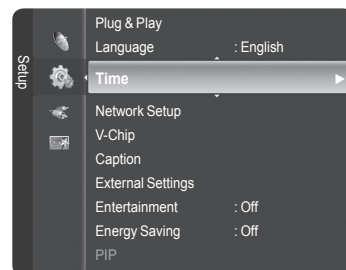 Setup
Plug & Play
Language : English
Time
Network Setup
V-Chip
Caption
External Settings
Entertainment : Off
Energy Saving : Off
PIP